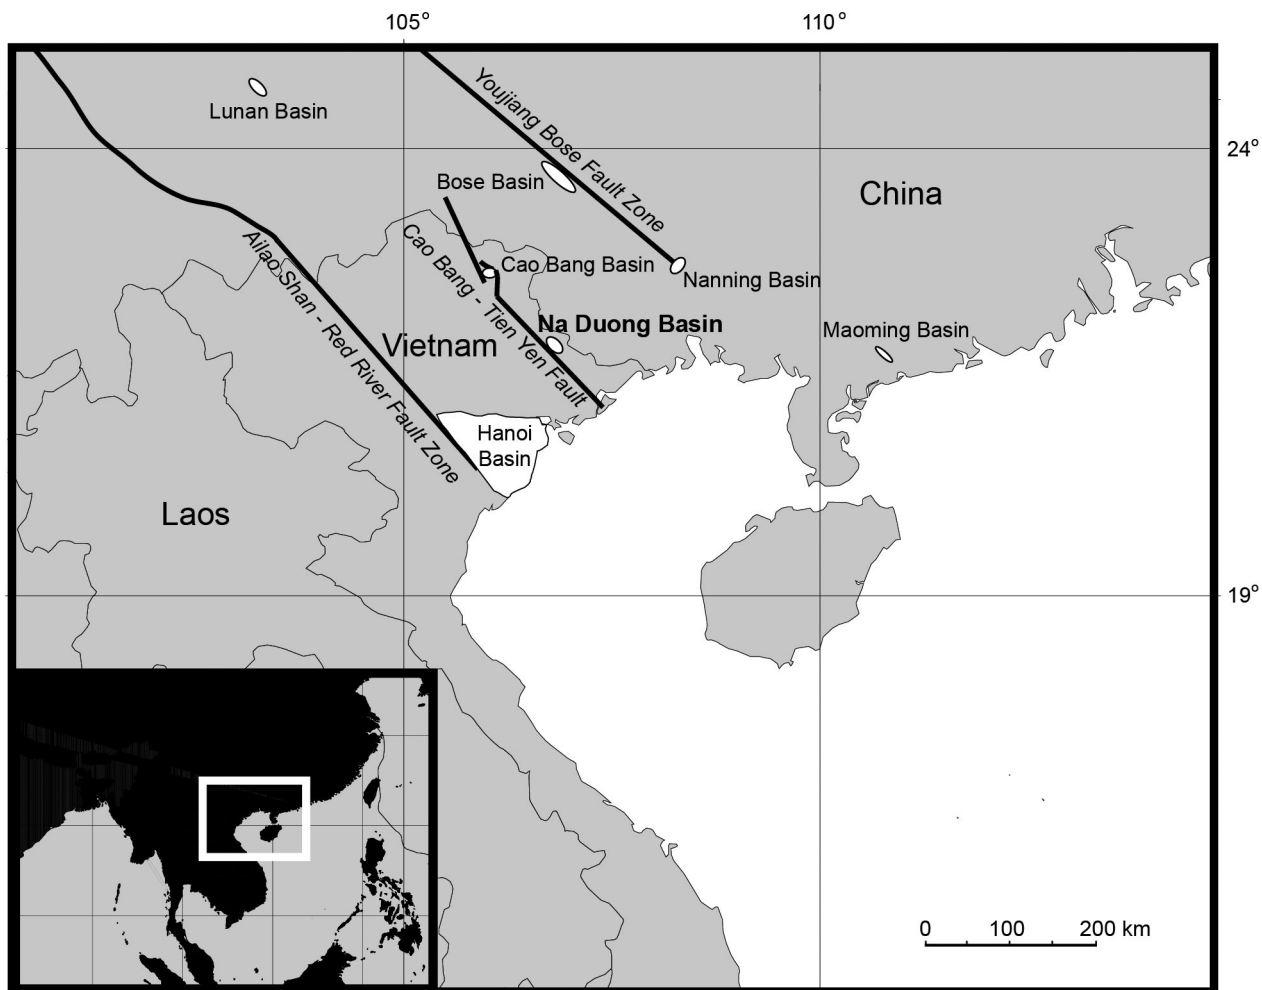 105°
110°
Lunan Basin
Youjiang Bose Fault Zone
24°
Bose Basin
China
Ailao Shan - Red River Fault Zone
Cao Bang - Tien Yen Fault
Cao Bang Basin
Nanning Basin
Na Duong Basin
Maoming Basin
Vietnam
Hanoi
Basin
Laos
19°
0 100 200 km